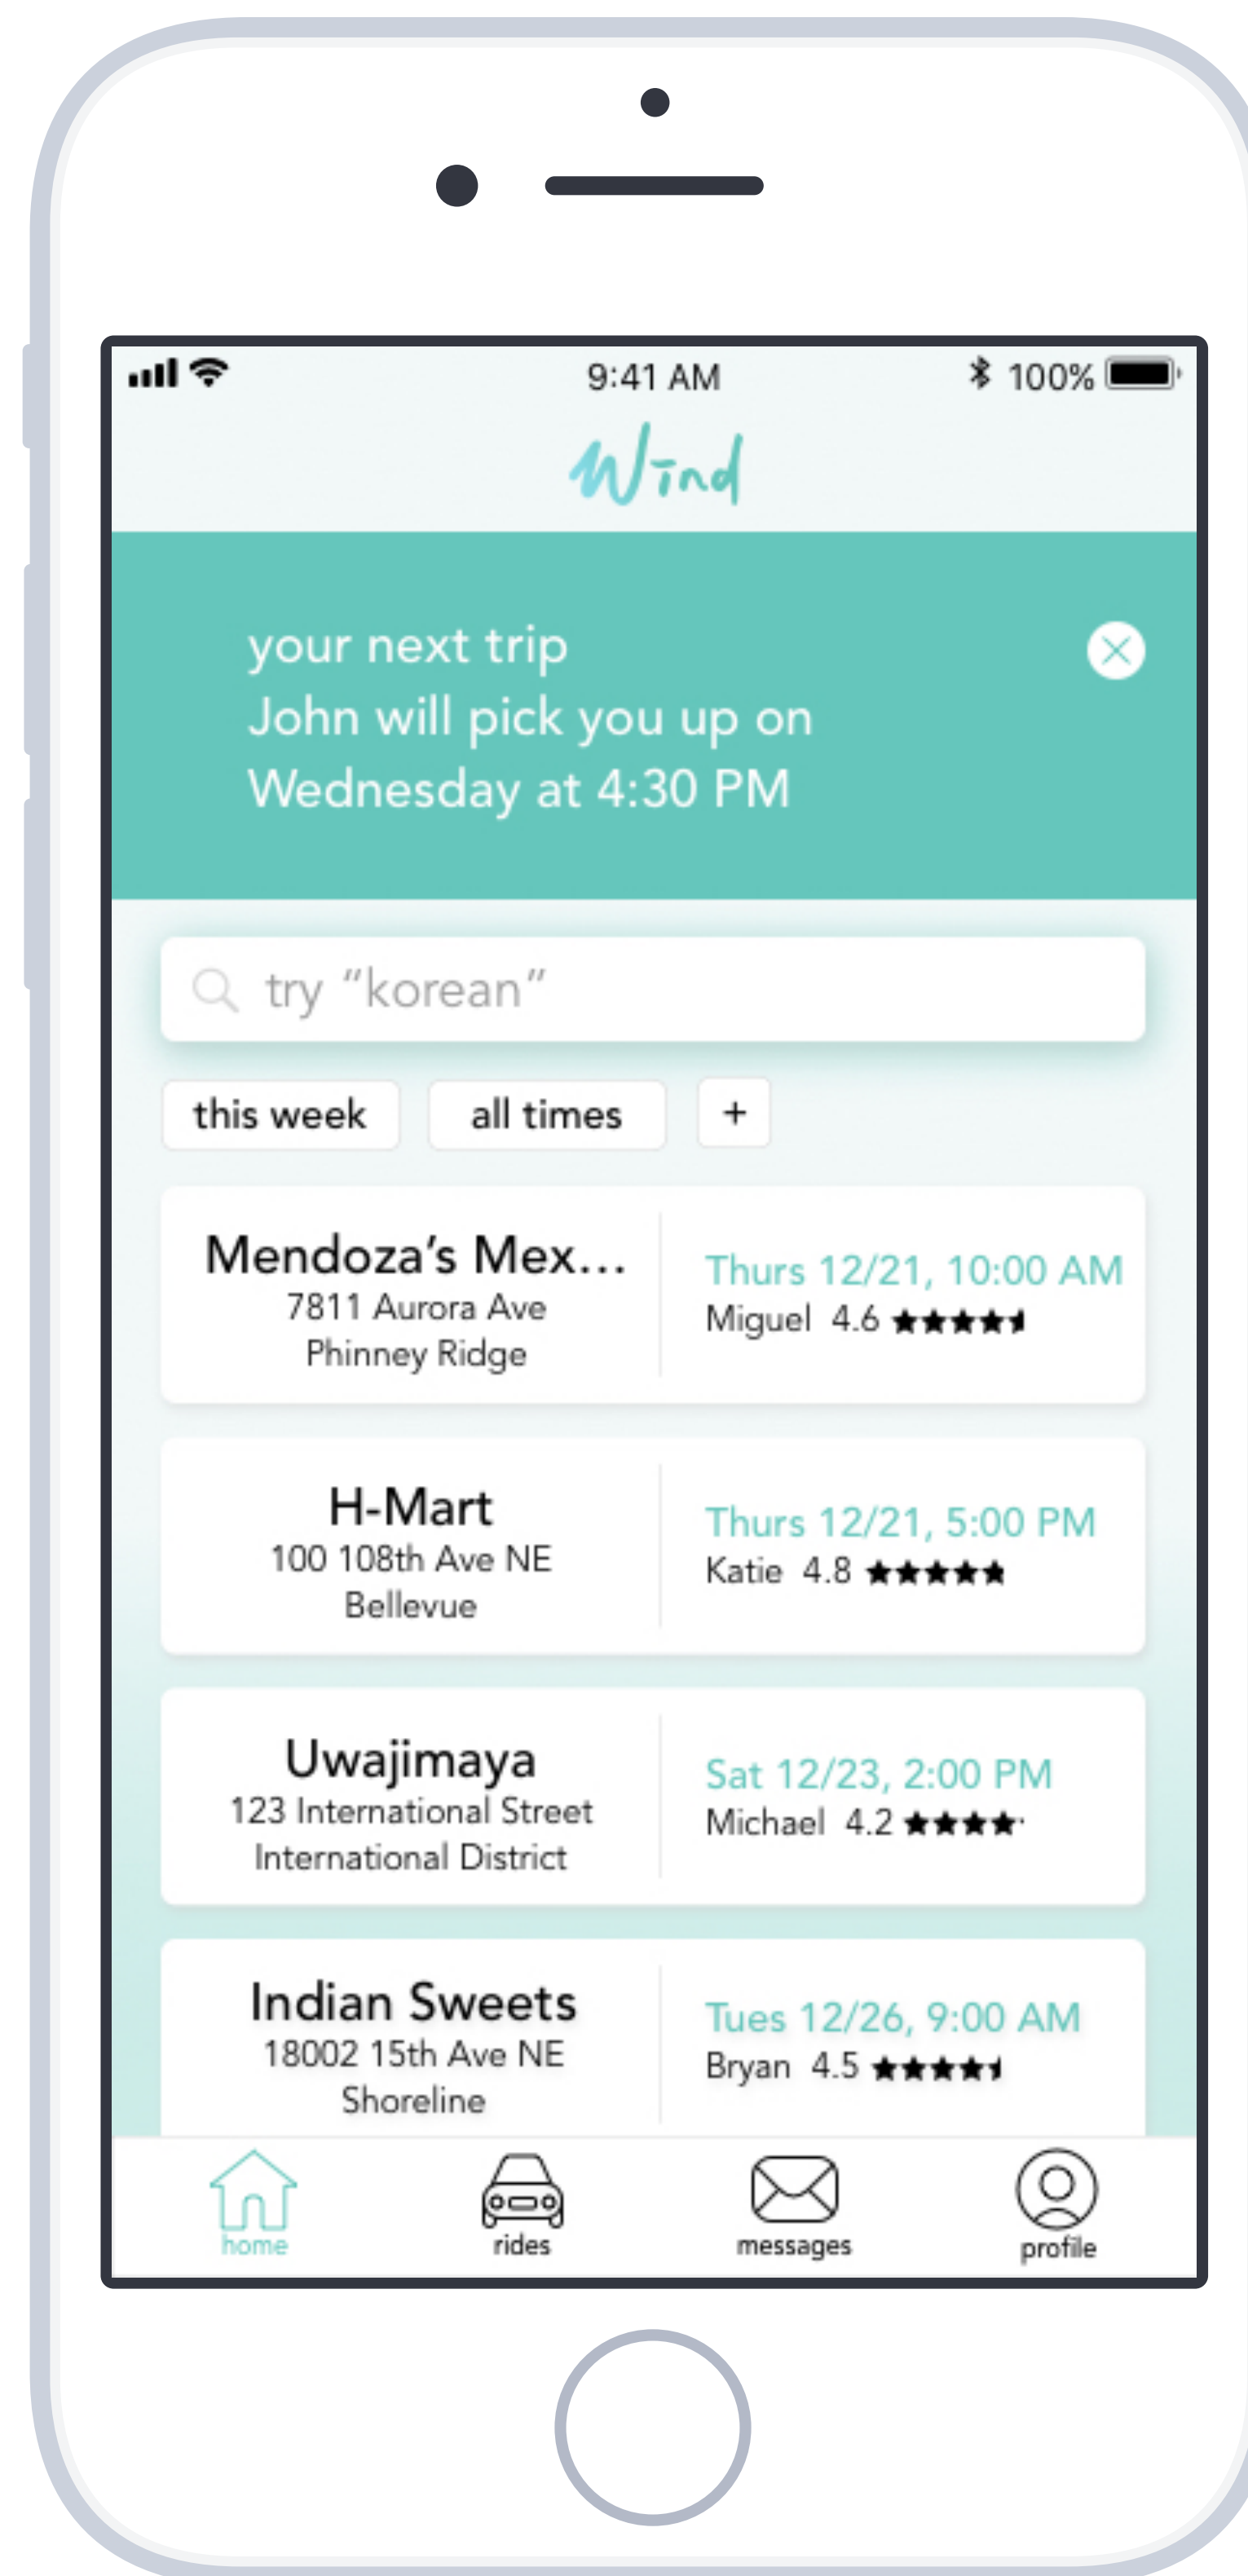 9:41 AM
100%
Wind
your next trip
John will pick you up on
Wednesday at 4:30 PM
try “korean”
this week
all times
+
Mendoza’s Mex...
7811 Aurora Ave
Phinney Ridge
Thurs 12/21, 10:00 AM
Miguel 4.6
H-Mart
100 108th Ave NE
Bellevue
Thurs 12/21, 5:00 PM
Katie 4.8
Uwajimaya
123 International Street
International District
Sat 12/23, 2:00 PM
Michael 4.2
Indian Sweets
18002 15th Ave NE
Shoreline
Tues 12/26, 9:00 AM
Bryan 4.5
home
rides
messages
profile